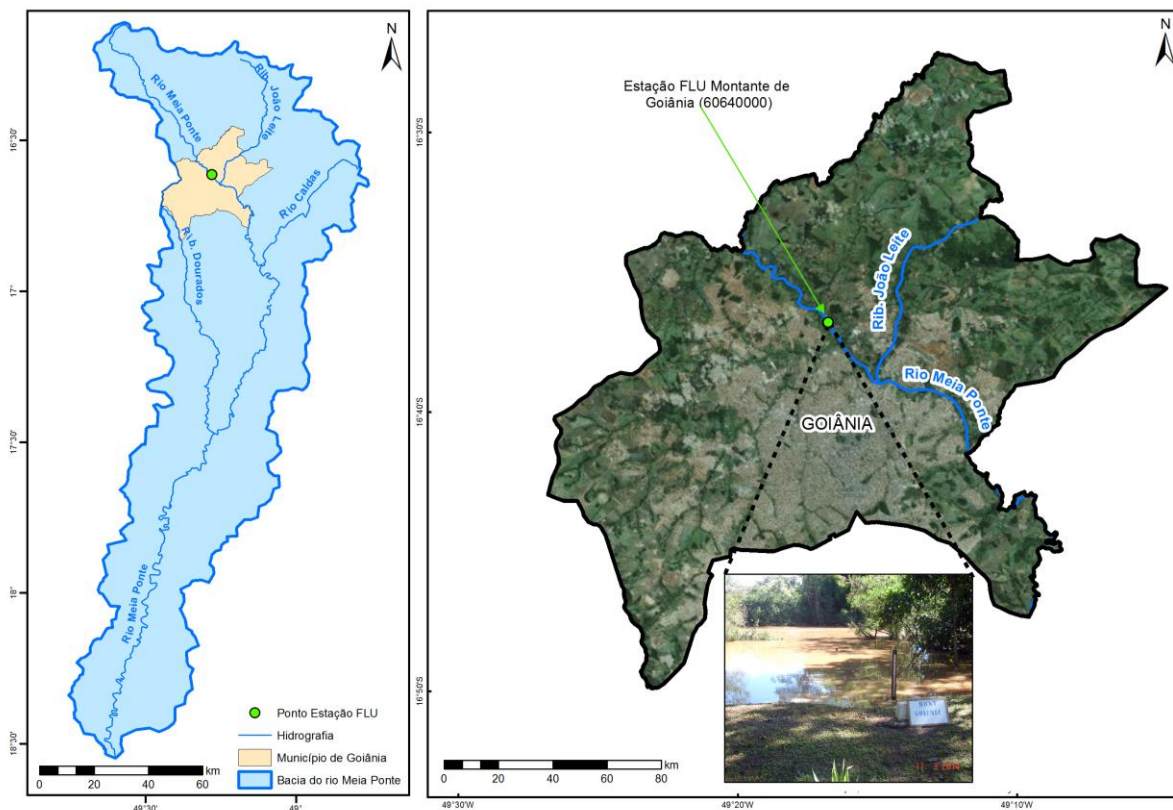 N
Rio Meia Ponte
Rib. João Leite
Rio Caldas
Rib. Dourados
Rio Meia Ponte
16°30'
17°
17°30'
18°
18°30'
49°30'
49°
Ponto Estação FLU
Hidrografia
Município de Goiânia
Bacia do rio Meia Ponte
km
0 20 40 60
N
Estação FLU Montante de
Goiânia (60640000)
Rib. João Leite
Rio Meia Ponte
GOIÂNIA
16°30'S
16°40'S
16°50'S
km
0 20 40 60 80
49°30'W
49°20'W
49°10'W